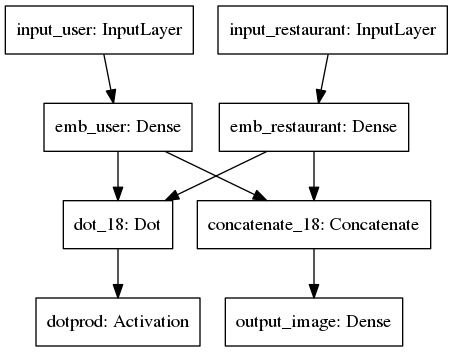 input_user: InputLayer
input_restaurant: InputLayer
emb_user: Dense
emb_restaurant: Dense
dot_18: Dot
concatenate_18: Concatenate
dotprod: Activation
output_image: Dense